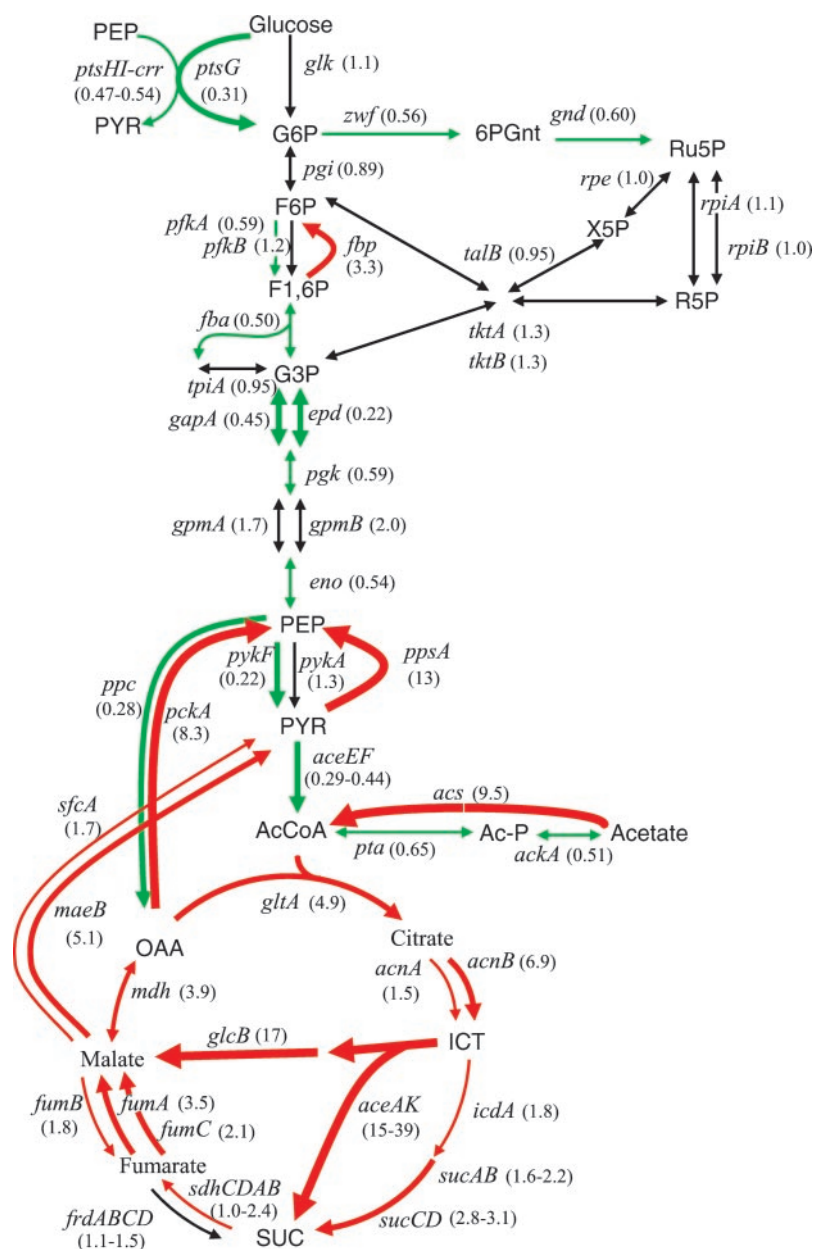 PEP
Glucose
ptsHI-crr ptsG
(0.47-0.54) (0.31)
glk (1.1)
PYR
G6P
zwf (0.56)
6PGnt
gnd (0.60)
Ru5P
pgi (0.89)
rpe (1.0)
rpiA
(1.1)
F6P
pfkA (0.59)
pfkB (1.2)
fbp
(3.3)
talB (0.95)
X5P
rpiB
(1.0)
F1,6P
R5P
fba (0.50)
tktA (1.3)
tktB (1.3)
tpiA (0.95)
G3P
gapA (0.45)
epd (0.22)
pgk (0.59)
gpmA (1.7)
gpmB (2.0)
eno (0.54)
PEP
ppc
(0.28)
pckA
(8.3)
pykF
(0.22)
pykA
(1.3)
ppsA
(13)
PYR
aceEF
(0.29-0.44)
sfcA
(1.7)
acs (9.5)
AcCoA
pta (0.65)
Ac-P
ackA (0.51)
Acetate
maeB
(5.1)
gltA (4.9)
OAA
Citrate
acnA
(1.5)
acnB (6.9)
mdh (3.9)
glcB (17)
ICT
Malate
fumB
(1.8)
fumA (3.5)
fumC (2.1)
aceAK
(15-39)
icdA (1.8)
Fumarate
sucAB (1.6-2.2)
sdhCDAB
(1.0-2.4)
sucCD (2.8-3.1)
frdABCD
(1.1-1.5)
SUC